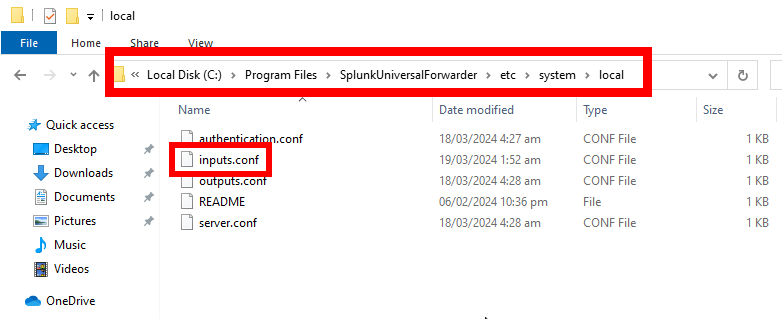 local
File Home Share View
« Local Disk (C:) > Program Files > SplunkUniversalForwarder > etc > system > local
Name Date modified Type Size
Quick access
Desktop
Downloads
Documents
Pictures
Music
Videos
OneDrive
authentication.conf 18/03/2024 4:27 am CONF File 1 KB
inputs.conf 19/03/2024 1:52 am CONF File 1 KB
outputs.conf 18/03/2024 4:28 am CONF File 1 KB
README 06/02/2024 10:36 pm File 1 KB
server.conf 18/03/2024 4:28 am CONF File 1 KB